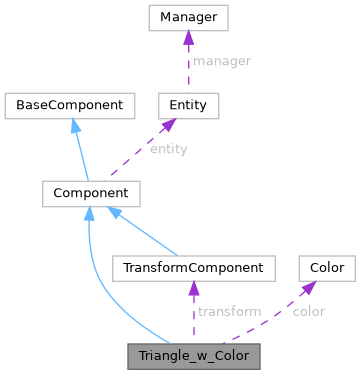 Manager
manager
BaseComponent
Entity
entity
Component
TransformComponent
Color
transform
color
Triangle_w_Color